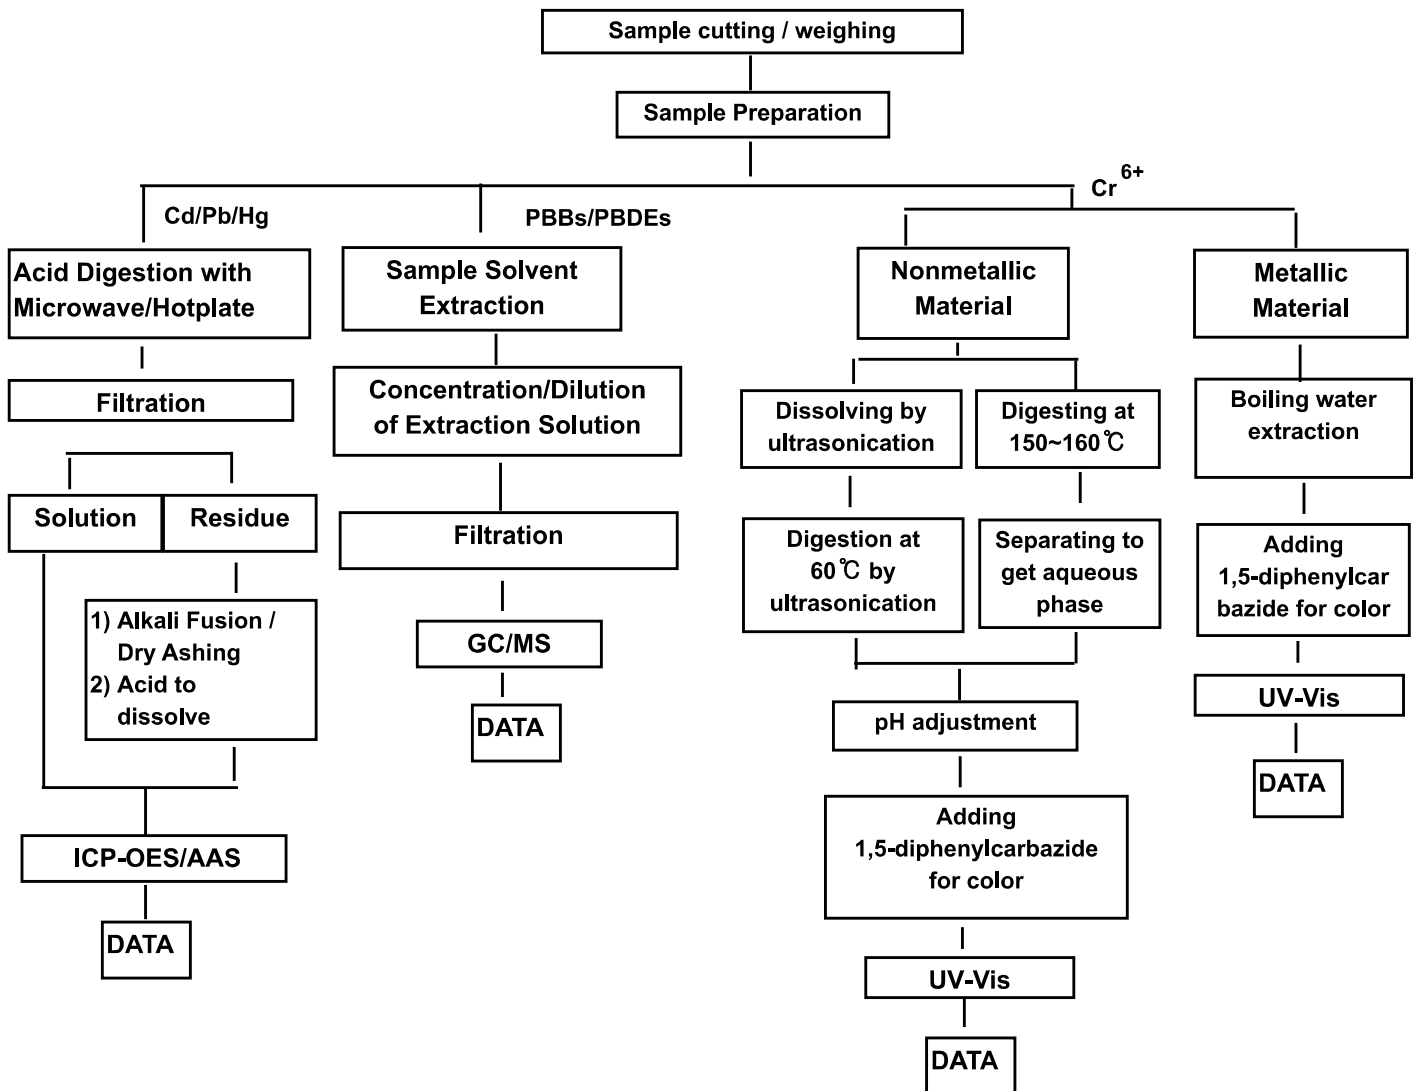 Sample cutting / weighing
Sample Preparation
Cd/Pb/Hg
Acid Digestion with
Microwave/Hotplate
Filtration
Solution
Residue
1) Alkali Fusion /
Dry Ashing
2) Acid to
dissolve
ICP-OES/AAS
DATA
PBBs/PBDEs
Sample Solvent
Extraction
Concentration/Dilution
of Extraction Solution
Filtration
GC/MS
DATA
Cr 6+
Nonmetallic
Material
Dissolving by
ultrasonication
Digestion at
60℃ by
ultrasonication
Digesting at
150~160℃
Separating to
get aqueous
phase
pH adjustment
Adding
1,5-diphenylcarbazide
for color
UV-Vis
DATA
Metallic
Material
Boiling water
extraction
Adding
1,5-diphenylcar
bazide for color
UV-Vis
DATA